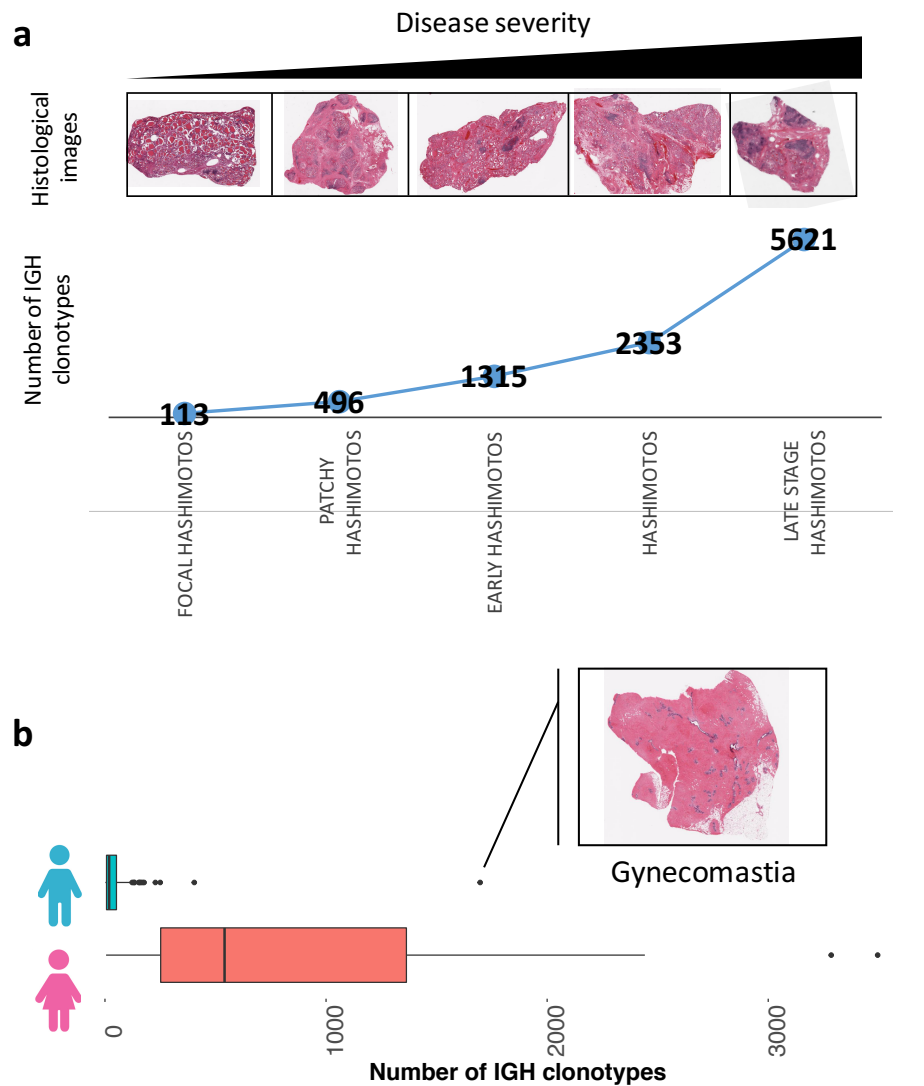 a
Disease severity
Histological
images
Number of IGH
clonotypes
113
496
1315
2353
5621
FOCAL HASHIMOTOS
PATCHY
HASHIMOTOS
EARLY HASHIMOTOS
HASHIMOTOS
LATE STAGE
HASHIMOTOS
b
Gynecomastia
0
1000
2000
3000
Number of IGH clonotypes